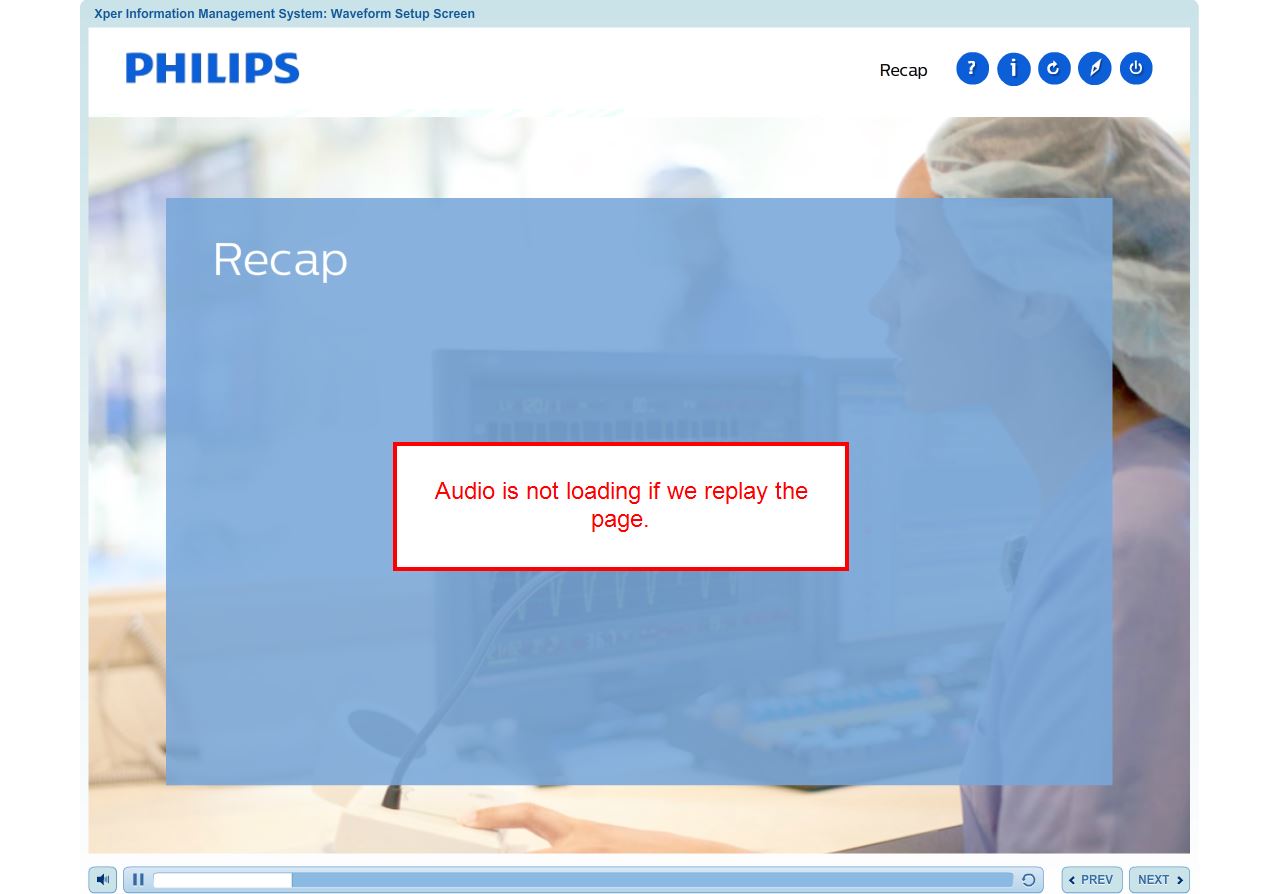 Xper Information Management System: Waveform Setup Screen
PHILIPS
Recap
Recap
Audio is not loading if we replay the
page.
PREV
NEXT